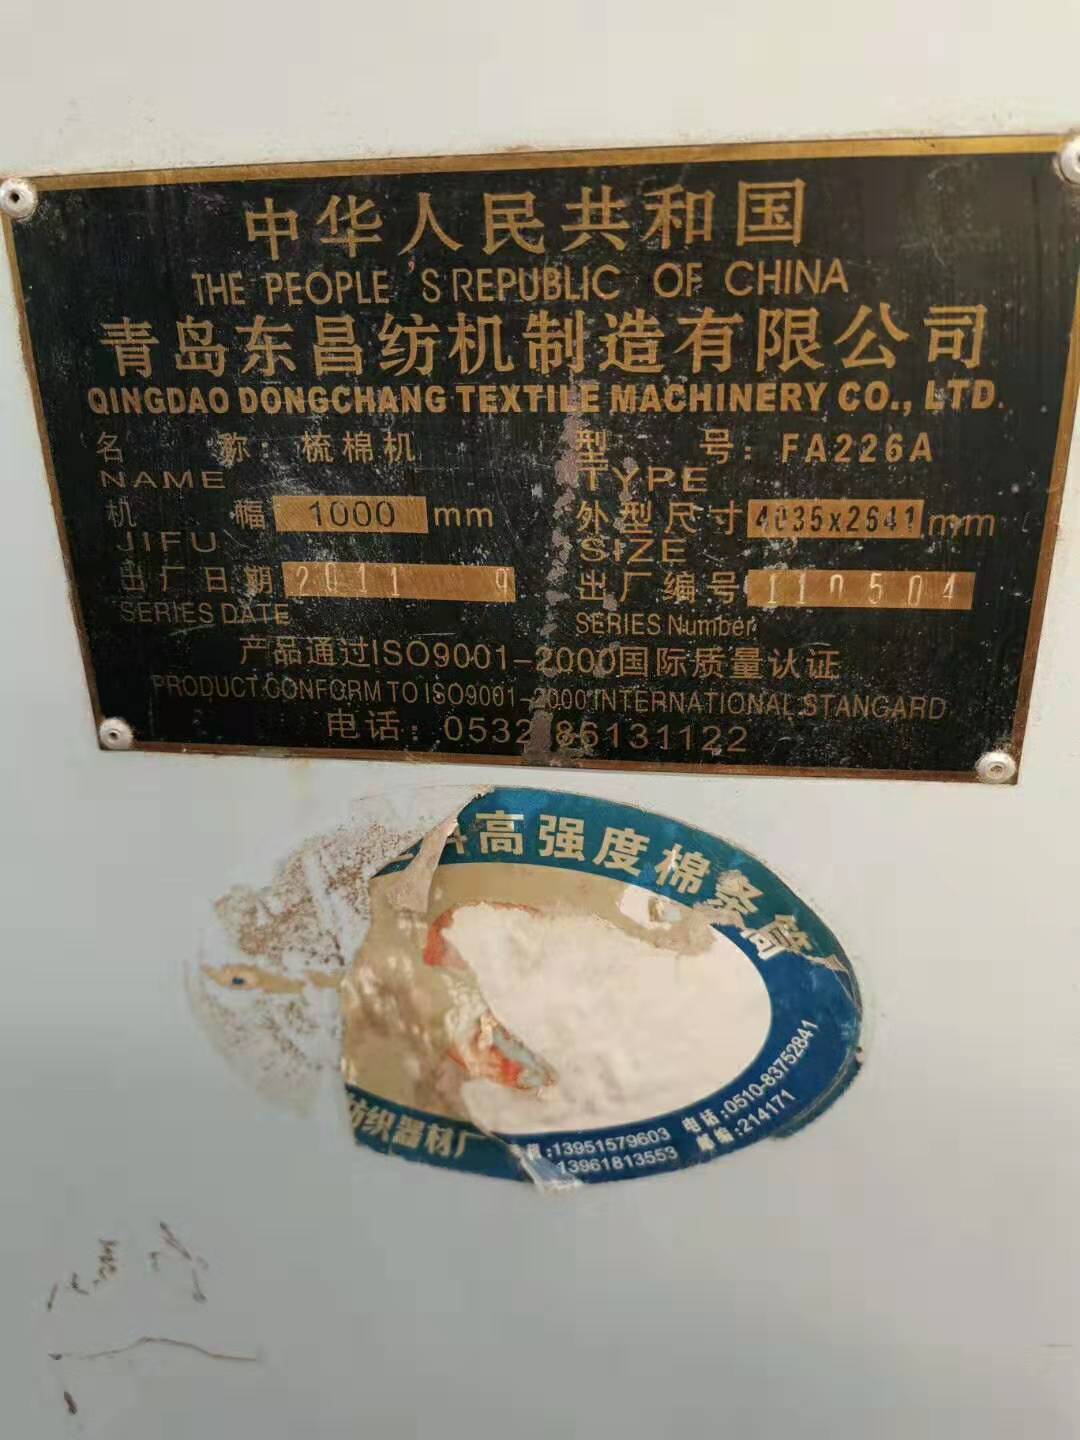 中华人民共和国
THE PEOPLE 'S REPUBLIC OF CHINA
青岛东昌纺机制造有限公司
QINGDAO DONGCHANG TEXTILE MACHINERY CO., LTD.
名 称: 梳棉机 型 号: FA226A
NAME TYPE
机 幅 1000 mm 外型尺寸 4035x2641 mm
JIFU SIZE
出厂日期 2011 9 出厂编号 110504
SERIES DATE SERIES Number
产品通过ISO9001-2000国际质量认证
PRODUCT CONFORM TO ISO9001-2000 INTERNATIONAL STANGARD
电话: 0532 86131122
高强度棉条筒
纺织器材厂
:13951579603 电话:0510-83752841
13961813553 邮编:214171